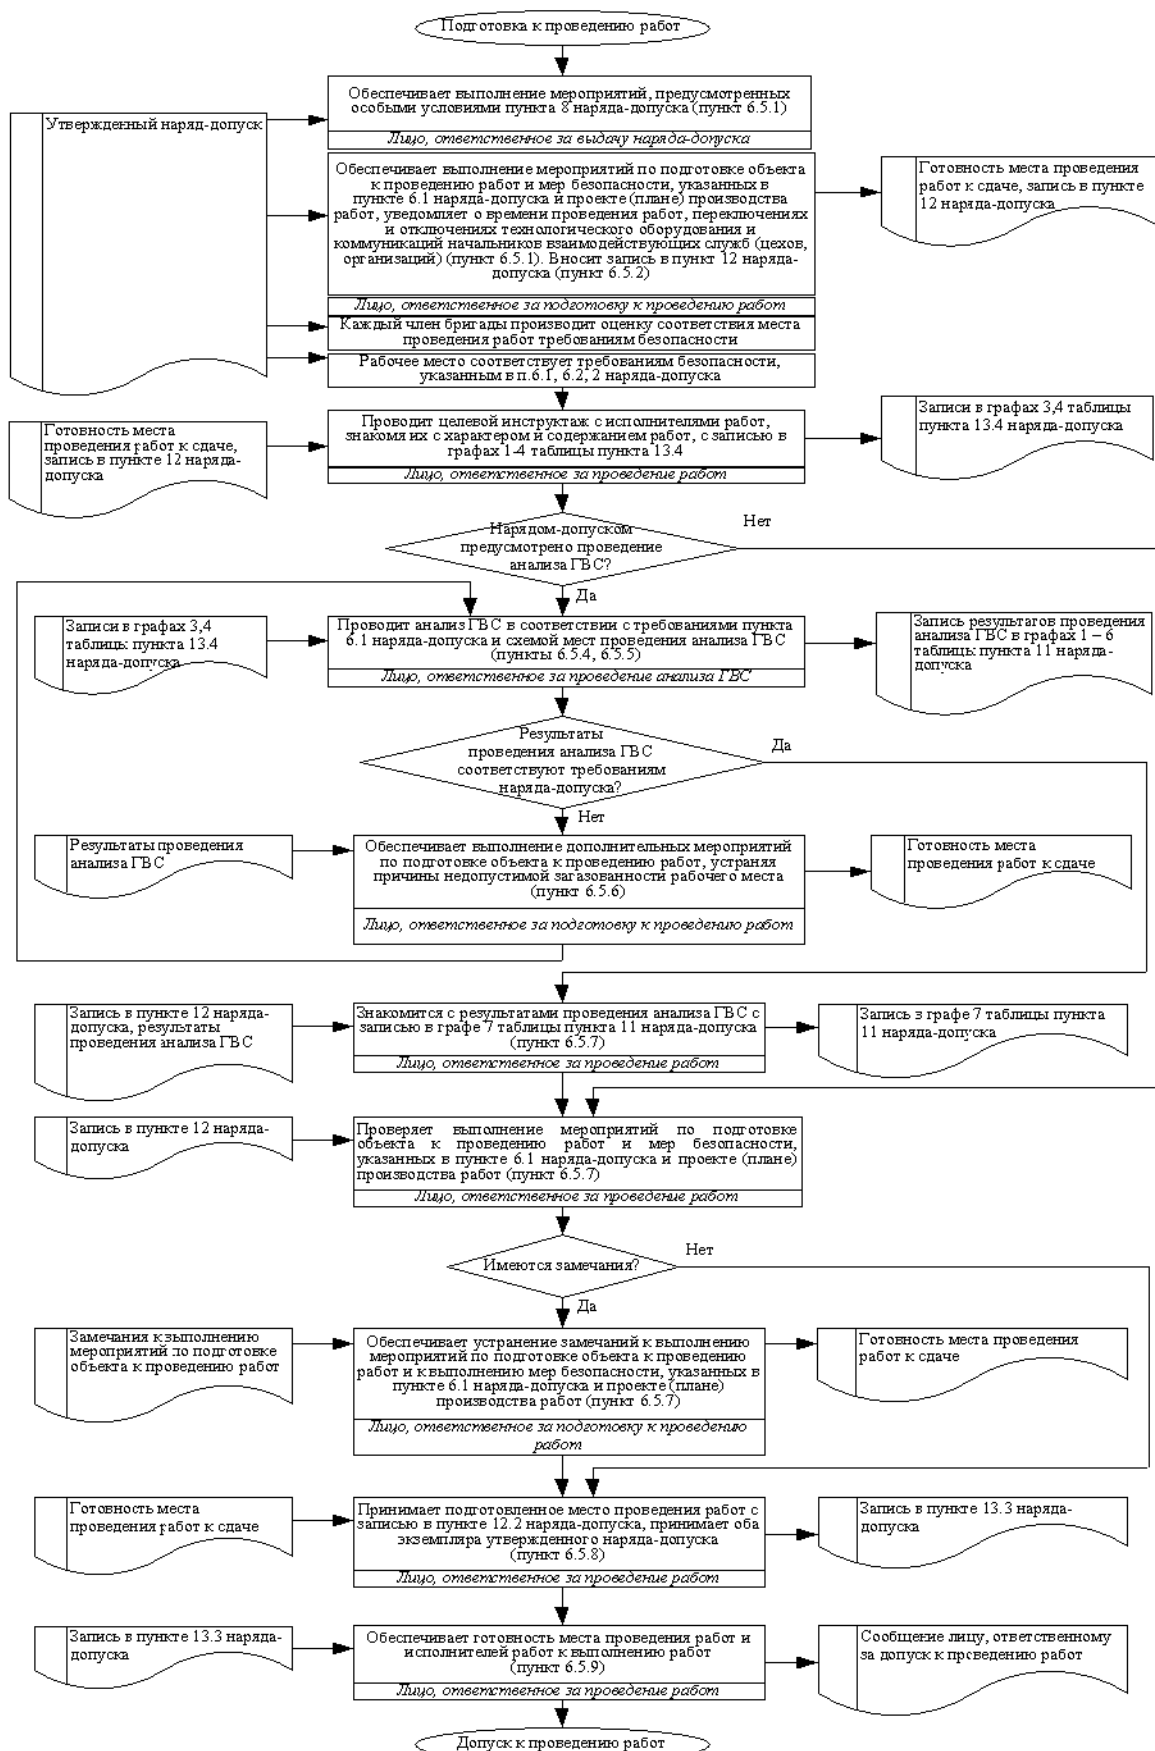 Подготовка к проведению работ
Обеспечивает выполнение мероприятий, предусмотренных
особыми условиями пункта 8 наряда-допуска (пункт 6.5.1)
Лицо, ответственное за выдачу наряда-допуска
Утвержденный наряд-допуск
Обеспечивает выполнение мероприятий по подготовке объекта
к проведению работ и мер безопасности, указанных в
пункте 6.1 наряда-допуска и проекте (плане) производства
работ, уведомляет о времени проведения работ, переключениях
и отключениях технологического оборудования и
коммуникаций начальников взаимодействующих служб (цехов,
организаций) (пункт 6.5.1). Вносит запись в пункт 12 наряда-
допуска (пункт 6.5.2)
Лицо, ответственное за подготовку к проведению работ
Готовность места проведения
работ к сдаче, запись в пункте
12 наряда-допуска
Каждый член бригады производит оценку соответствия места
проведения работ требованиям безопасности
Рабочее место соответствует требованиям безопасности,
указанным в п.6.1, 6.2, 2 наряда-допуска
Готовность места
проведения работ к сдаче,
запись в пункте 12 наряда-
допуска
Проводит целевой инструктаж с исполнителями работ,
знакомя их с характером и содержанием работ, с записью в
графах 1-4 таблицы пункта 13.4
Лицо, ответственное за проведение работ
Записи в графах 3,4 таблицы
пункта 13.4 наряда-допуска
Нарядом-допуском
предусмотрено проведение
анализа ГВС?
Нет
Да
Записи в графах 3,4
таблицы пункта 13.4
наряда-допуска
Проводит анализ ГВС в соответствии с требованиями пункта
6.1 наряда-допуска и схемой мест проведения анализа ГВС
(пункты 6.5.4, 6.5.5)
Лицо, ответственное за проведение анализа ГВС
Запись результатов проведения
анализа ГВС в графах 1 – 6
таблицы пункта 11 наряда-
допуска
Результаты
проведения анализа ГВС
соответствуют требованиям
наряда-допуска?
Да
Нет
Результаты проведения
анализа ГВС
Обеспечивает выполнение дополнительных мероприятий
по подготовке объекта к проведению работ, устраняя
причины недопустимой загазованности рабочего места
(пункт 6.5.6)
Лицо, ответственное за подготовку к проведению работ
Готовность места
проведения работ к сдаче
Запись в пункте 12 наряда-
допуска, результаты
проведения анализа ГВС
Знакомится с результатами проведения анализа ГВС с
записью в графе 7 таблицы пункта 11 наряда-допуска
(пункт 6.5.7)
Лицо, ответственное за проведение работ
Запись з графе 7 таблицы пункта
11 наряда-допуска
Запись в пункте 12 наряда-
допуска
Проверяет выполнение мероприятий по подготовке
объекта к проведению работ и мер безопасности,
указанных в пункте 6.1 наряда-допуска и проекте (плане)
производства работ (пункт 6.5.7)
Лицо, ответственное за проведение работ
Имеются замечания?
Нет
Да
Замечания к выполнению
мероприятий по подготовке
объекта к проведению работ
Обеспечивает устранение замечаний к выполнению
мероприятий по подготовке объекта к проведению
работ и к выполнению мер безопасности, указанных в
пункте 6.1 наряда-допуска и проекте (плане)
производства работ (пункт 6.5.7)
Лицо, ответственное за подготовку к проведению
работ
Готовность места проведения
работ к сдаче
Готовность места
проведения работ к сдаче
Принимает подготовленное место проведения работ с
записью в пункте 12.2 наряда-допуска, принимает оба
экземпляра утвержденного наряда-допуска
(пункт 6.5.8)
Лицо, ответственное за проведение работ
Запись в пункте 13.3 наряда-
допуска
Запись в пункте 13.3 наряда-
допуска
Обеспечивает готовность места проведения работ и
исполнителей работ к выполнению работ
(пункт 6.5.9)
Лицо, ответственное за проведение работ
Сообщение лицу, ответственному
за допуск к проведению работ
Допуск к проведению работ